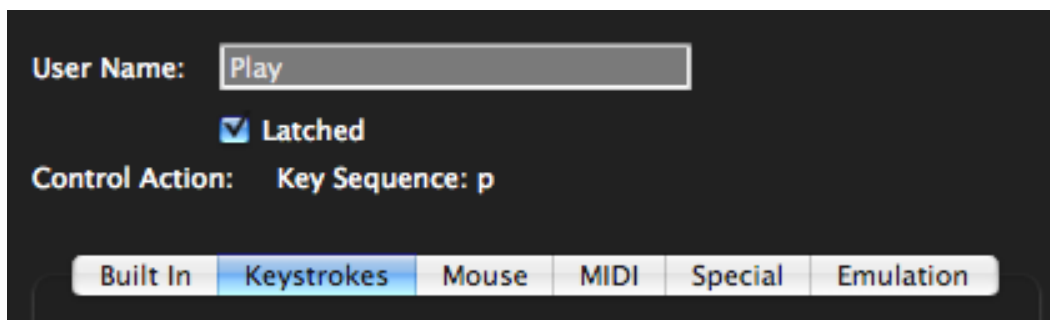 User Name: Play
Latched
Control Action: Key Sequence: p
Built In Keystrokes Mouse MIDI Special Emulation